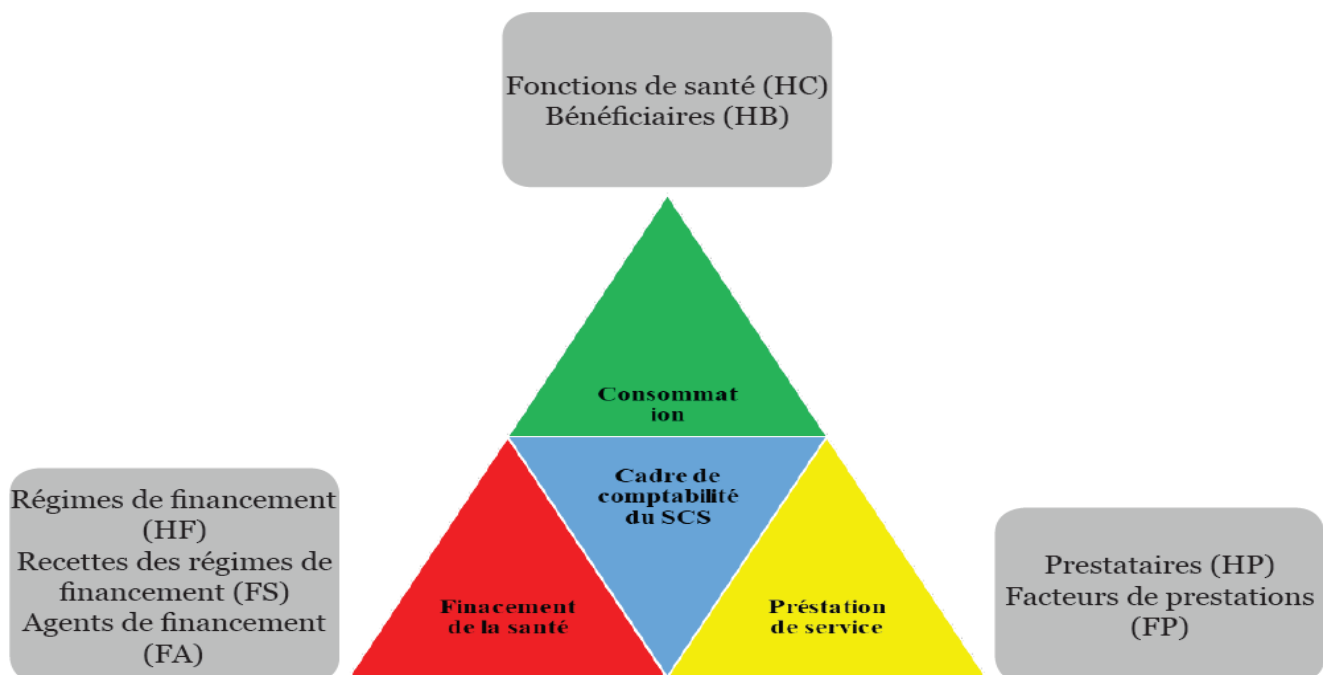 Fonctions de santé (HC)
Bénéficiaires (HB)
Consommat
ion
Cadre de
comptabilité
du SCS
Régimes de financement
(HF)
Recettes des régimes de
financement (FS)
Agents de financement
(FA)
Finacement
de la santé
Préstation
de service
Prestataires (HP)
Facteurs de prestations
(FP)